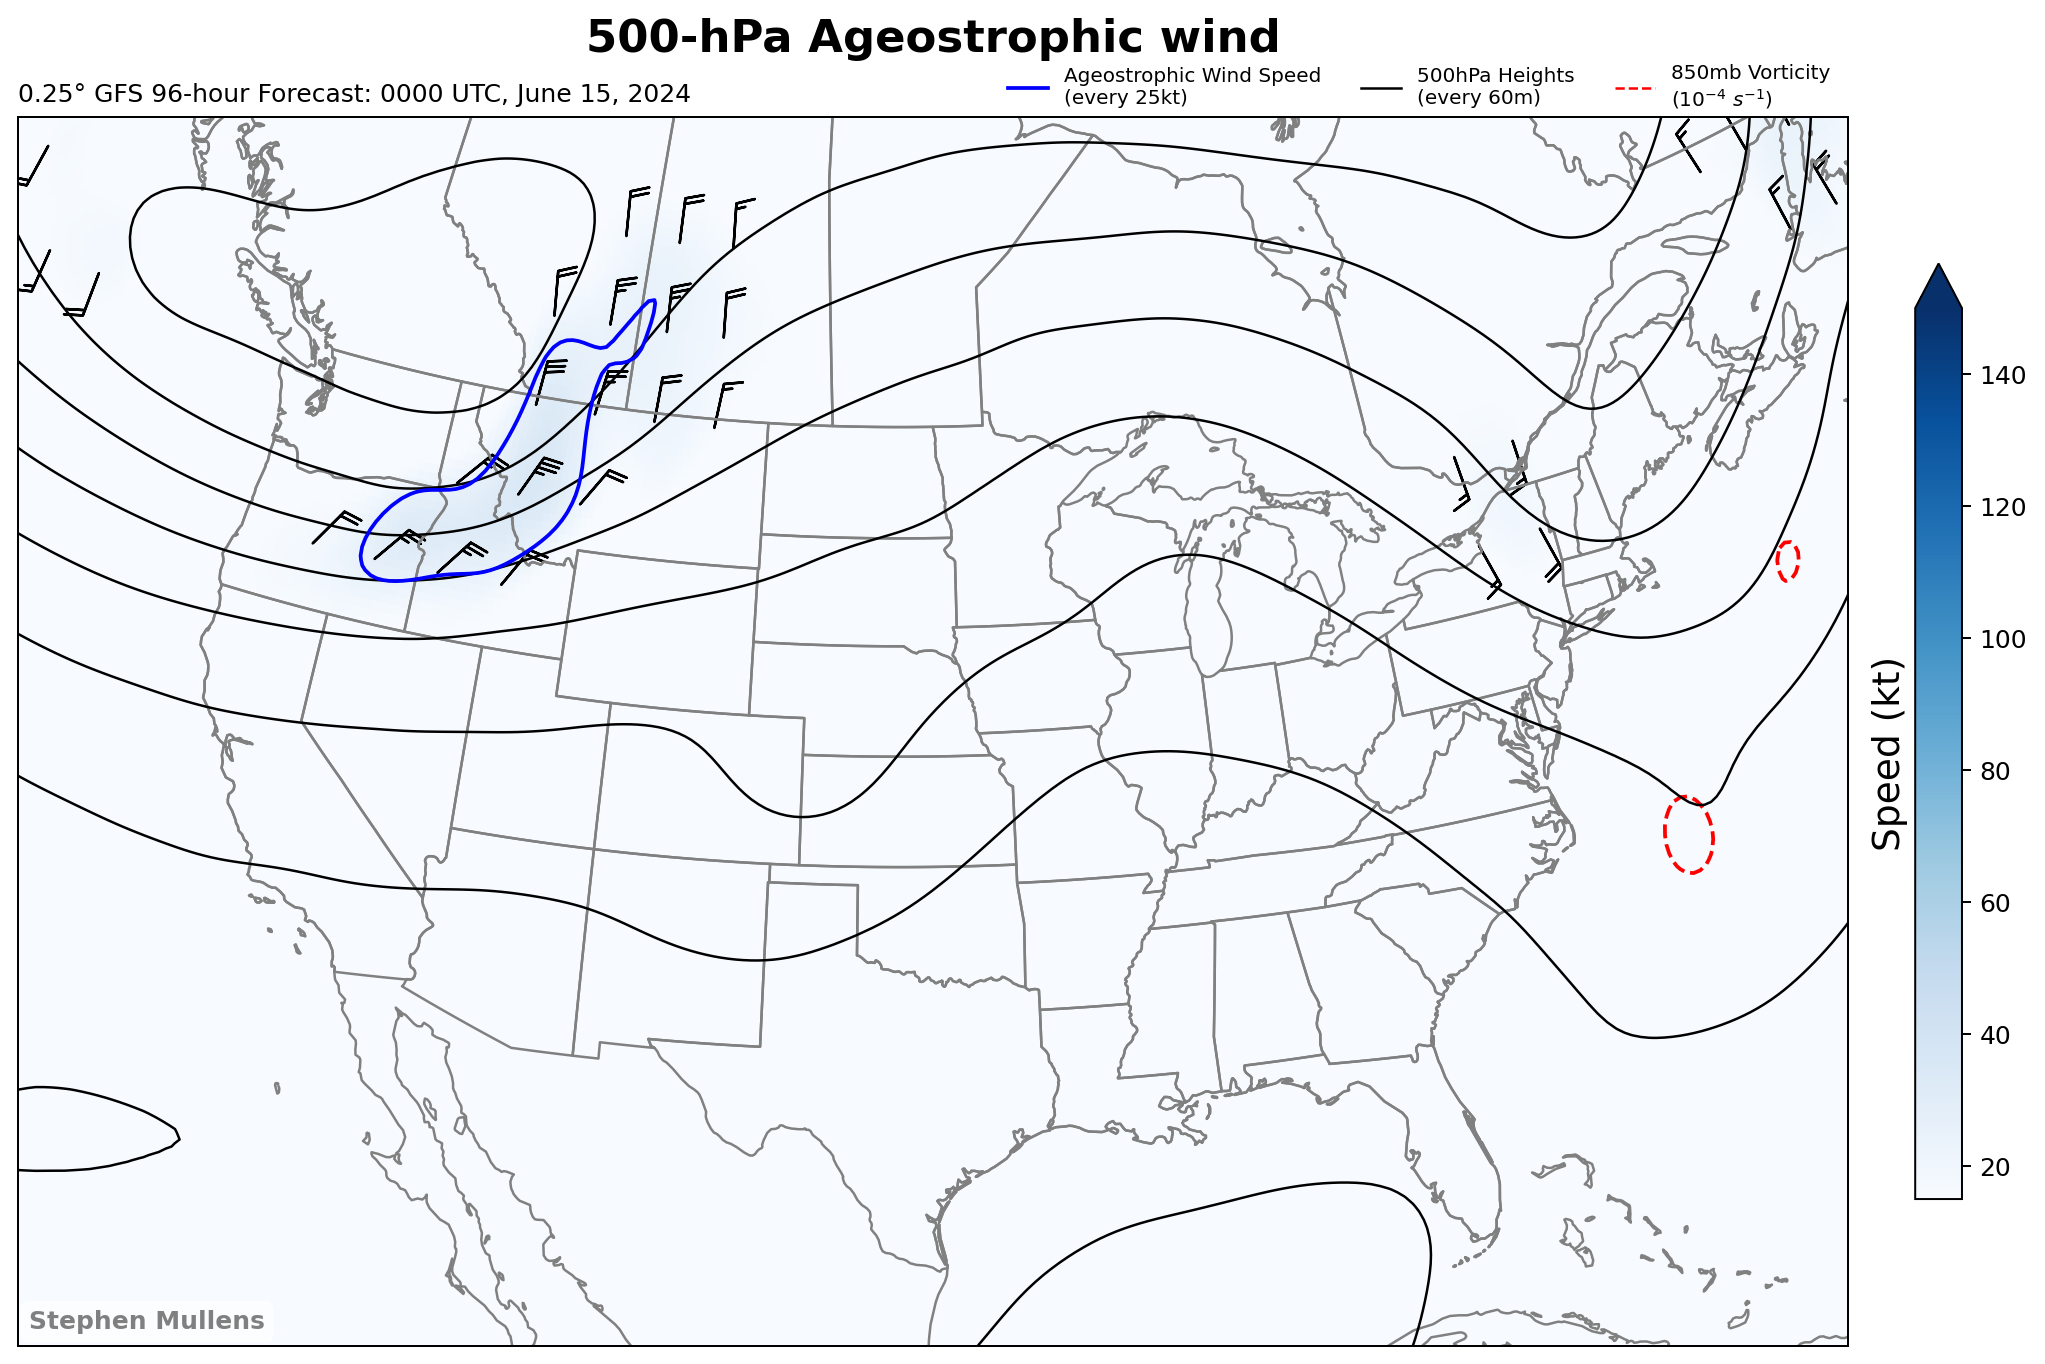 500-hPa Ageostrophic wind
0.25° GFS 96-hour Forecast: 0000 UTC, June 15, 2024
Ageostrophic Wind Speed
(every 25kt)
500hPa Heights
(every 60m)
850mb Vorticity
(10⁻⁴ s⁻¹)
140
120
100
80
60
40
20
Speed (kt)
Stephen Mullens